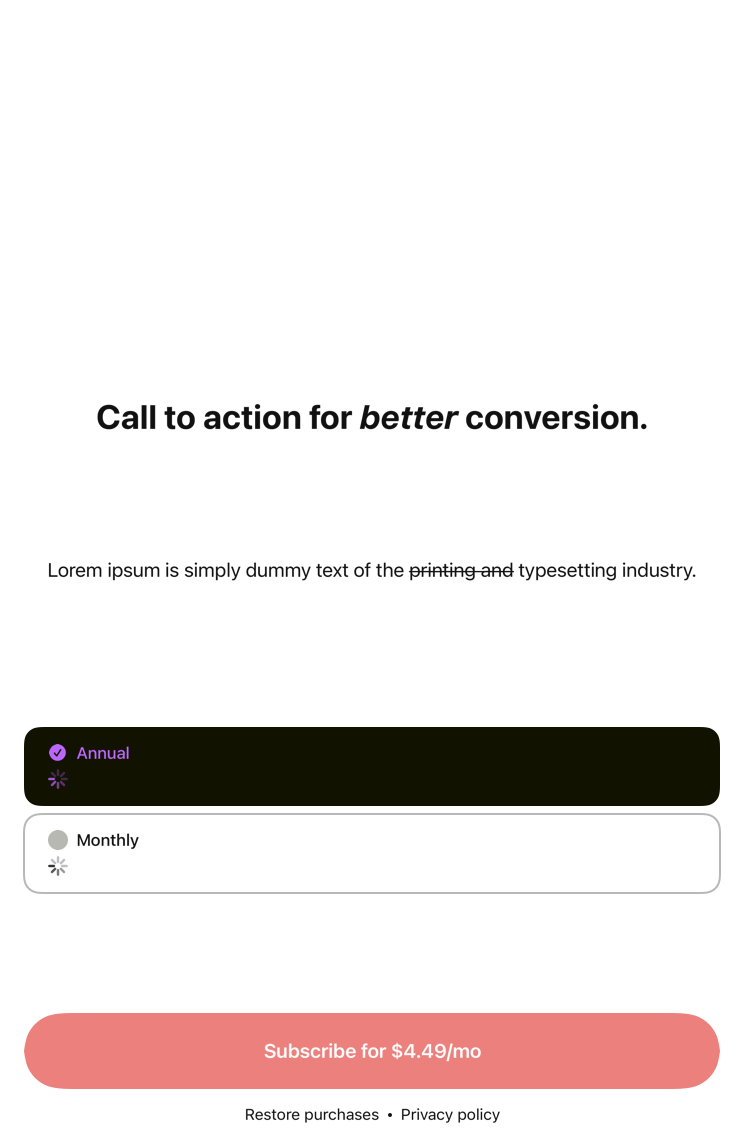 Call to action for better conversion.
Lorem ipsum is simply dummy text of the printing and typesetting industry.
Annual
Monthly
Subscribe for $4.49/mo
Restore purchases • Privacy policy